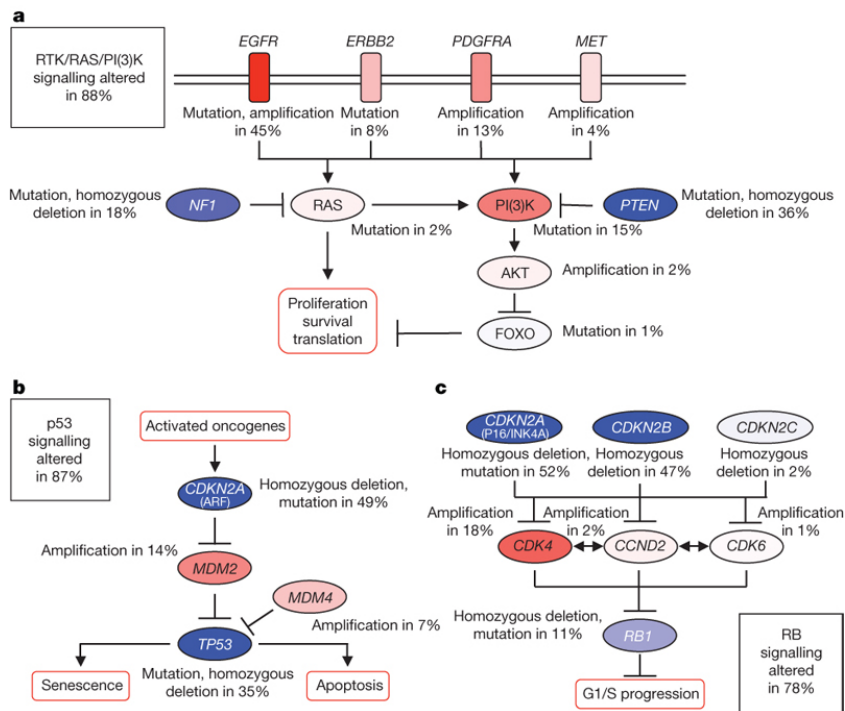 a
RTK/RAS/PI(3)K
signalling altered
in 88%
EGFR
ERBB2
PDGFRA
MET
Mutation, amplification
in 45%
Mutation
in 8%
Amplification
in 13%
Amplification
in 4%
Mutation, homozygous
deletion in 18%
NF1
RAS
Mutation in 2%
PI(3)K
Mutation in 15%
PTEN
Mutation, homozygous
deletion in 36%
AKT
Amplification in 2%
Proliferation
survival
translation
FOXO
Mutation in 1%
b
p53
signalling
altered
in 87%
Activated oncogenes
CDKN2A
(ARF)
Homozygous deletion,
mutation in 49%
Amplification in 14%
MDM2
MDM4
Amplification in 7%
TP53
Mutation, homozygous
deletion in 35%
Senescence
Apoptosis
c
CDKN2A
(P16/INK4A)
CDKN2B
CDKN2C
Homozygous deletion,
mutation in 52%
Homozygous
deletion in 47%
Homozygous
deletion in 2%
Amplification
in 18%
Amplification
in 2%
Amplification
in 1%
CDK4
CCND2
CDK6
Homozygous deletion,
mutation in 11%
RB1
G1/S progression
RB
signalling
altered
in 78%